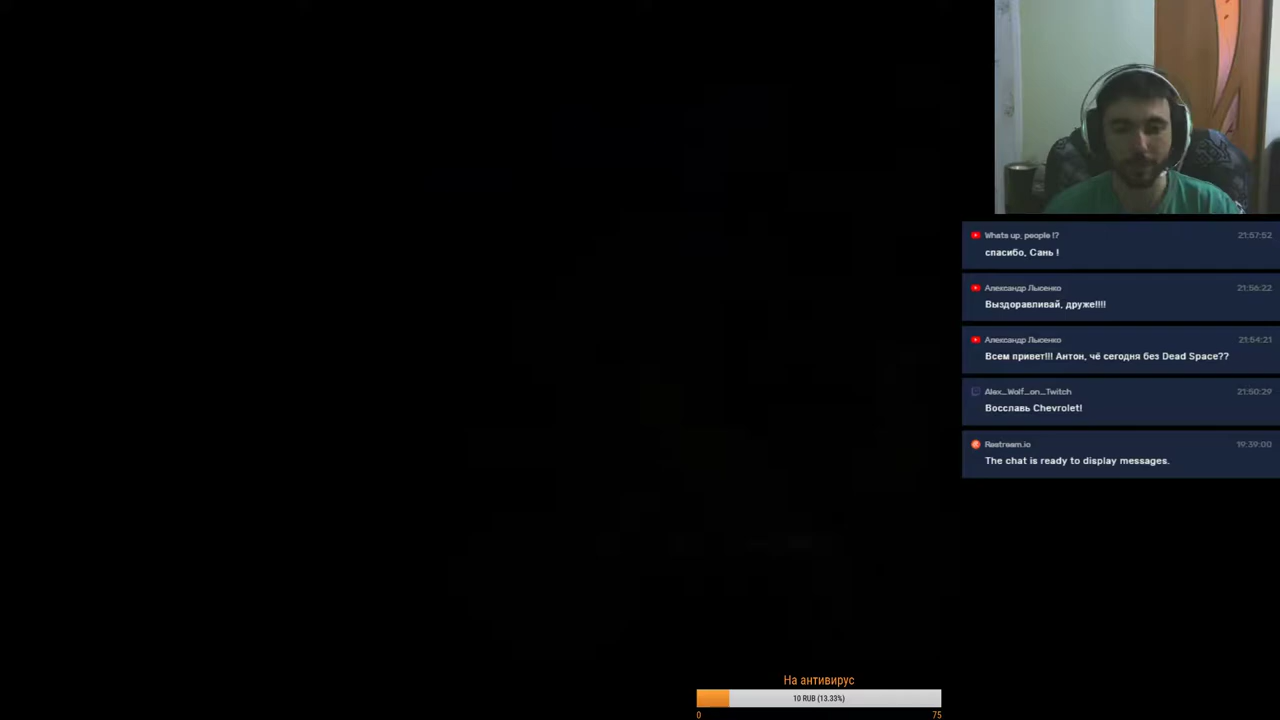 Whats up, people !? 21:57:52
спасибо, Сань !
Александр Лысенко 21:56:22
Выздоравливай, друже!!!!
Александр Лысенко 21:54:21
Всем привет!!! Антон, чё сегодня без Dead Space??
Alex_Wolf_on_Twitch 21:50:29
Восславь Chevrolet!
Restream.io 19:39:00
The chat is ready to display messages.
На антивирус
10 RUB (13.33%)
0 75